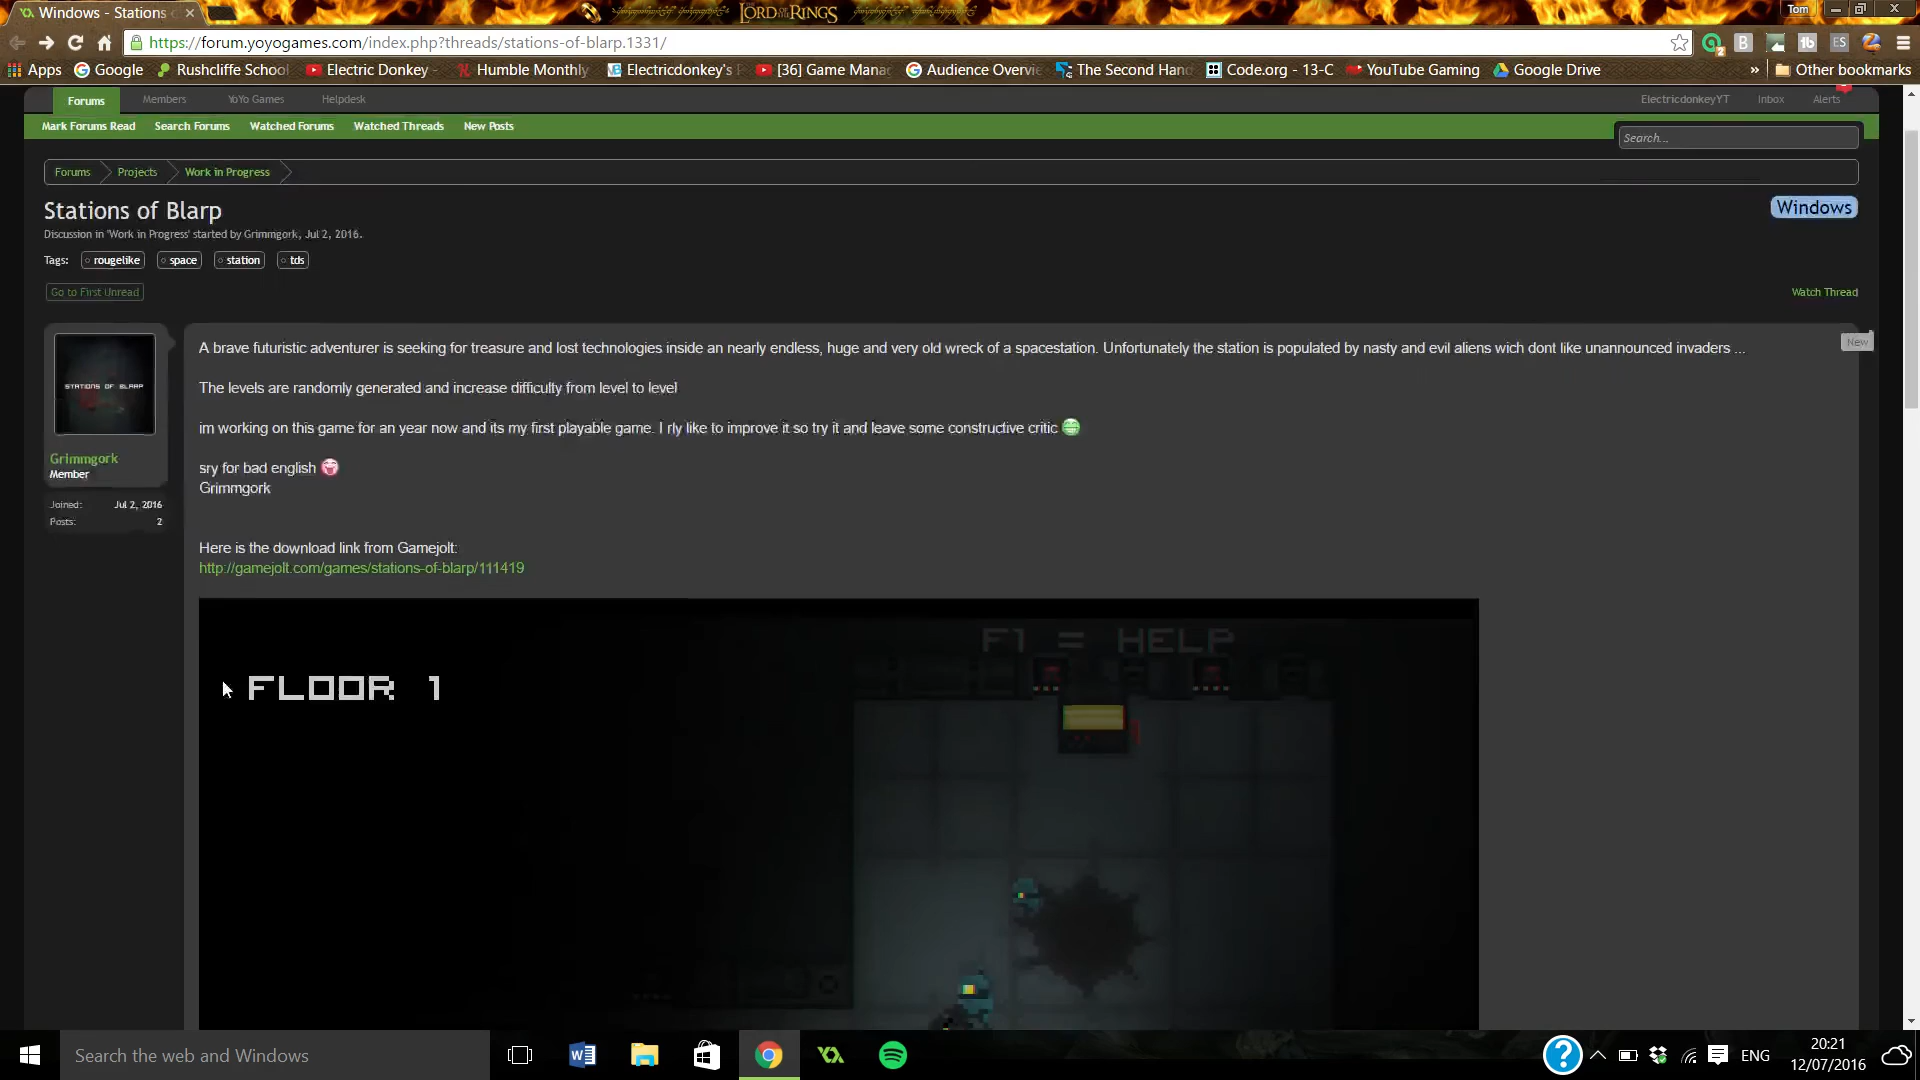 Windows - Stations o
THE LORD OF THE RINGS
Tom
https://forum.yoyogames.com/index.php?threads/stations-of-blarp.1331/
Apps
Google
Rushcliffe School
Electric Donkey -
Humble Monthly
Electricdonkey's
[36] Game Mana
Audience Overvie
The Second Hand
Code.org - 13-C
YouTube Gaming
Google Drive
»
Other bookmarks
Forums
Members
YoYo Games
Helpdesk
ElectricdonkeyYT
Inbox
Alerts
Mark Forums Read
Search Forums
Watched Forums
Watched Threads
New Posts
Search...
Forums
Projects
Work in Progress
Stations of Blarp
Windows
Discussion in 'Work in Progress' started by Grimmgork, Jul 2, 2016.
Tags: rougelike space station tds
Go to First Unread
Watch Thread
New
A brave futuristic adventurer is seeking for treasure and lost technologies inside an nearly endless, huge and very old wreck of a spacestation. Unfortunately the station is populated by nasty and evil aliens wich dont like unannounced invaders ...
The levels are randomly generated and increase difficulty from level to level
im working on this game for an year now and its my first playable game. I rly like to improve it so try it and leave some constructive critic
sry for bad english
Grimmgork
STATIONS OF BLARP
Grimmgork
Member
Joined: Jul 2, 2016
Posts: 2
Here is the download link from Gamejolt:
http://gamejolt.com/games/stations-of-blarp/111419
F1 = HELP
FLOOR 1
Search the web and Windows
ENG
20:21
12/07/2016